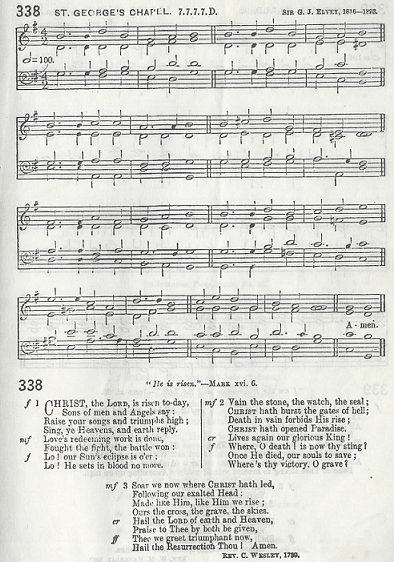 338 ST. GEORGE'S CHAPEL. 7.7.7.7.D. SIR G. J. ELVEY, 1816–1893.
=100.
A - men.
338 "He is risen."—MARK xvi. 6.
f 1 CHRIST, the LORD, is risen to-day,
Sons of men and Angels say:
Raise your songs and triumphs high;
Sing, ye Heavens, and earth reply.
mf Love's redeeming work is done,
Fought the fight, the battle won:
f Lo! our Sun's eclipse is o'er;
Lo! He sets in blood no more.
mf 2 Vain the stone, the watch, the seal;
CHRIST hath burst the gates of hell;
Death in vain forbids His rise;
CHRIST hath opened Paradise.
cr Lives again our glorious King!
f Where, O death! is now thy sting?
Once He died, our souls to save;
Where's thy victory, O grave?
mf 3 Soar we now where CHRIST hath led,
Following our exalted Head;
Made like Him, like Him we rise;
Ours the cross, the grave, the skies.
cr Hail the LORD of earth and Heaven,
Praise to Thee by both be given,
ff Thee we greet triumphant now,
Hail the Resurrection Thou! Amen.
REV. C. WESLEY, 1739.